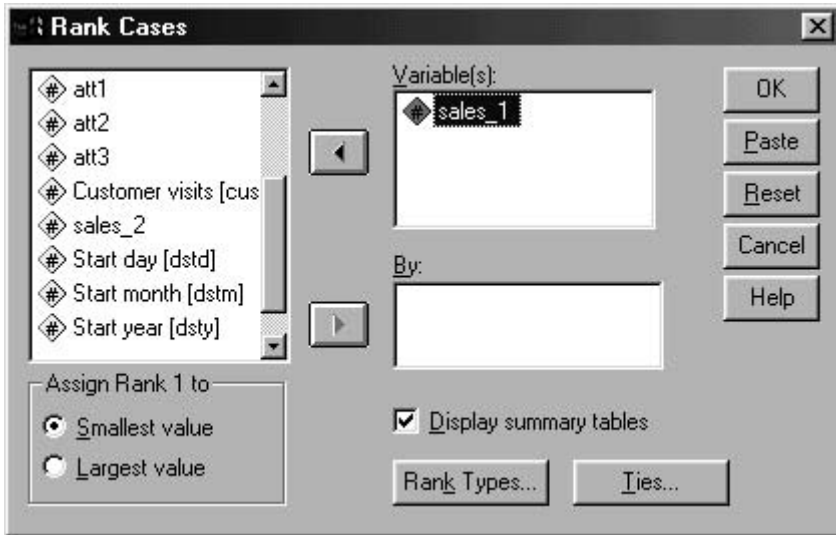 Rank Cases
att1
att2
att3
Customer visits [cus
sales_2
Start day [dstd]
Start month [dstm]
Start year [dsty]
Variable(s):
sales_1
By:
OK
Paste
Reset
Cancel
Help
Assign Rank 1 to
Smallest value
Largest value
Display summary tables
Rank Types...
Ties...